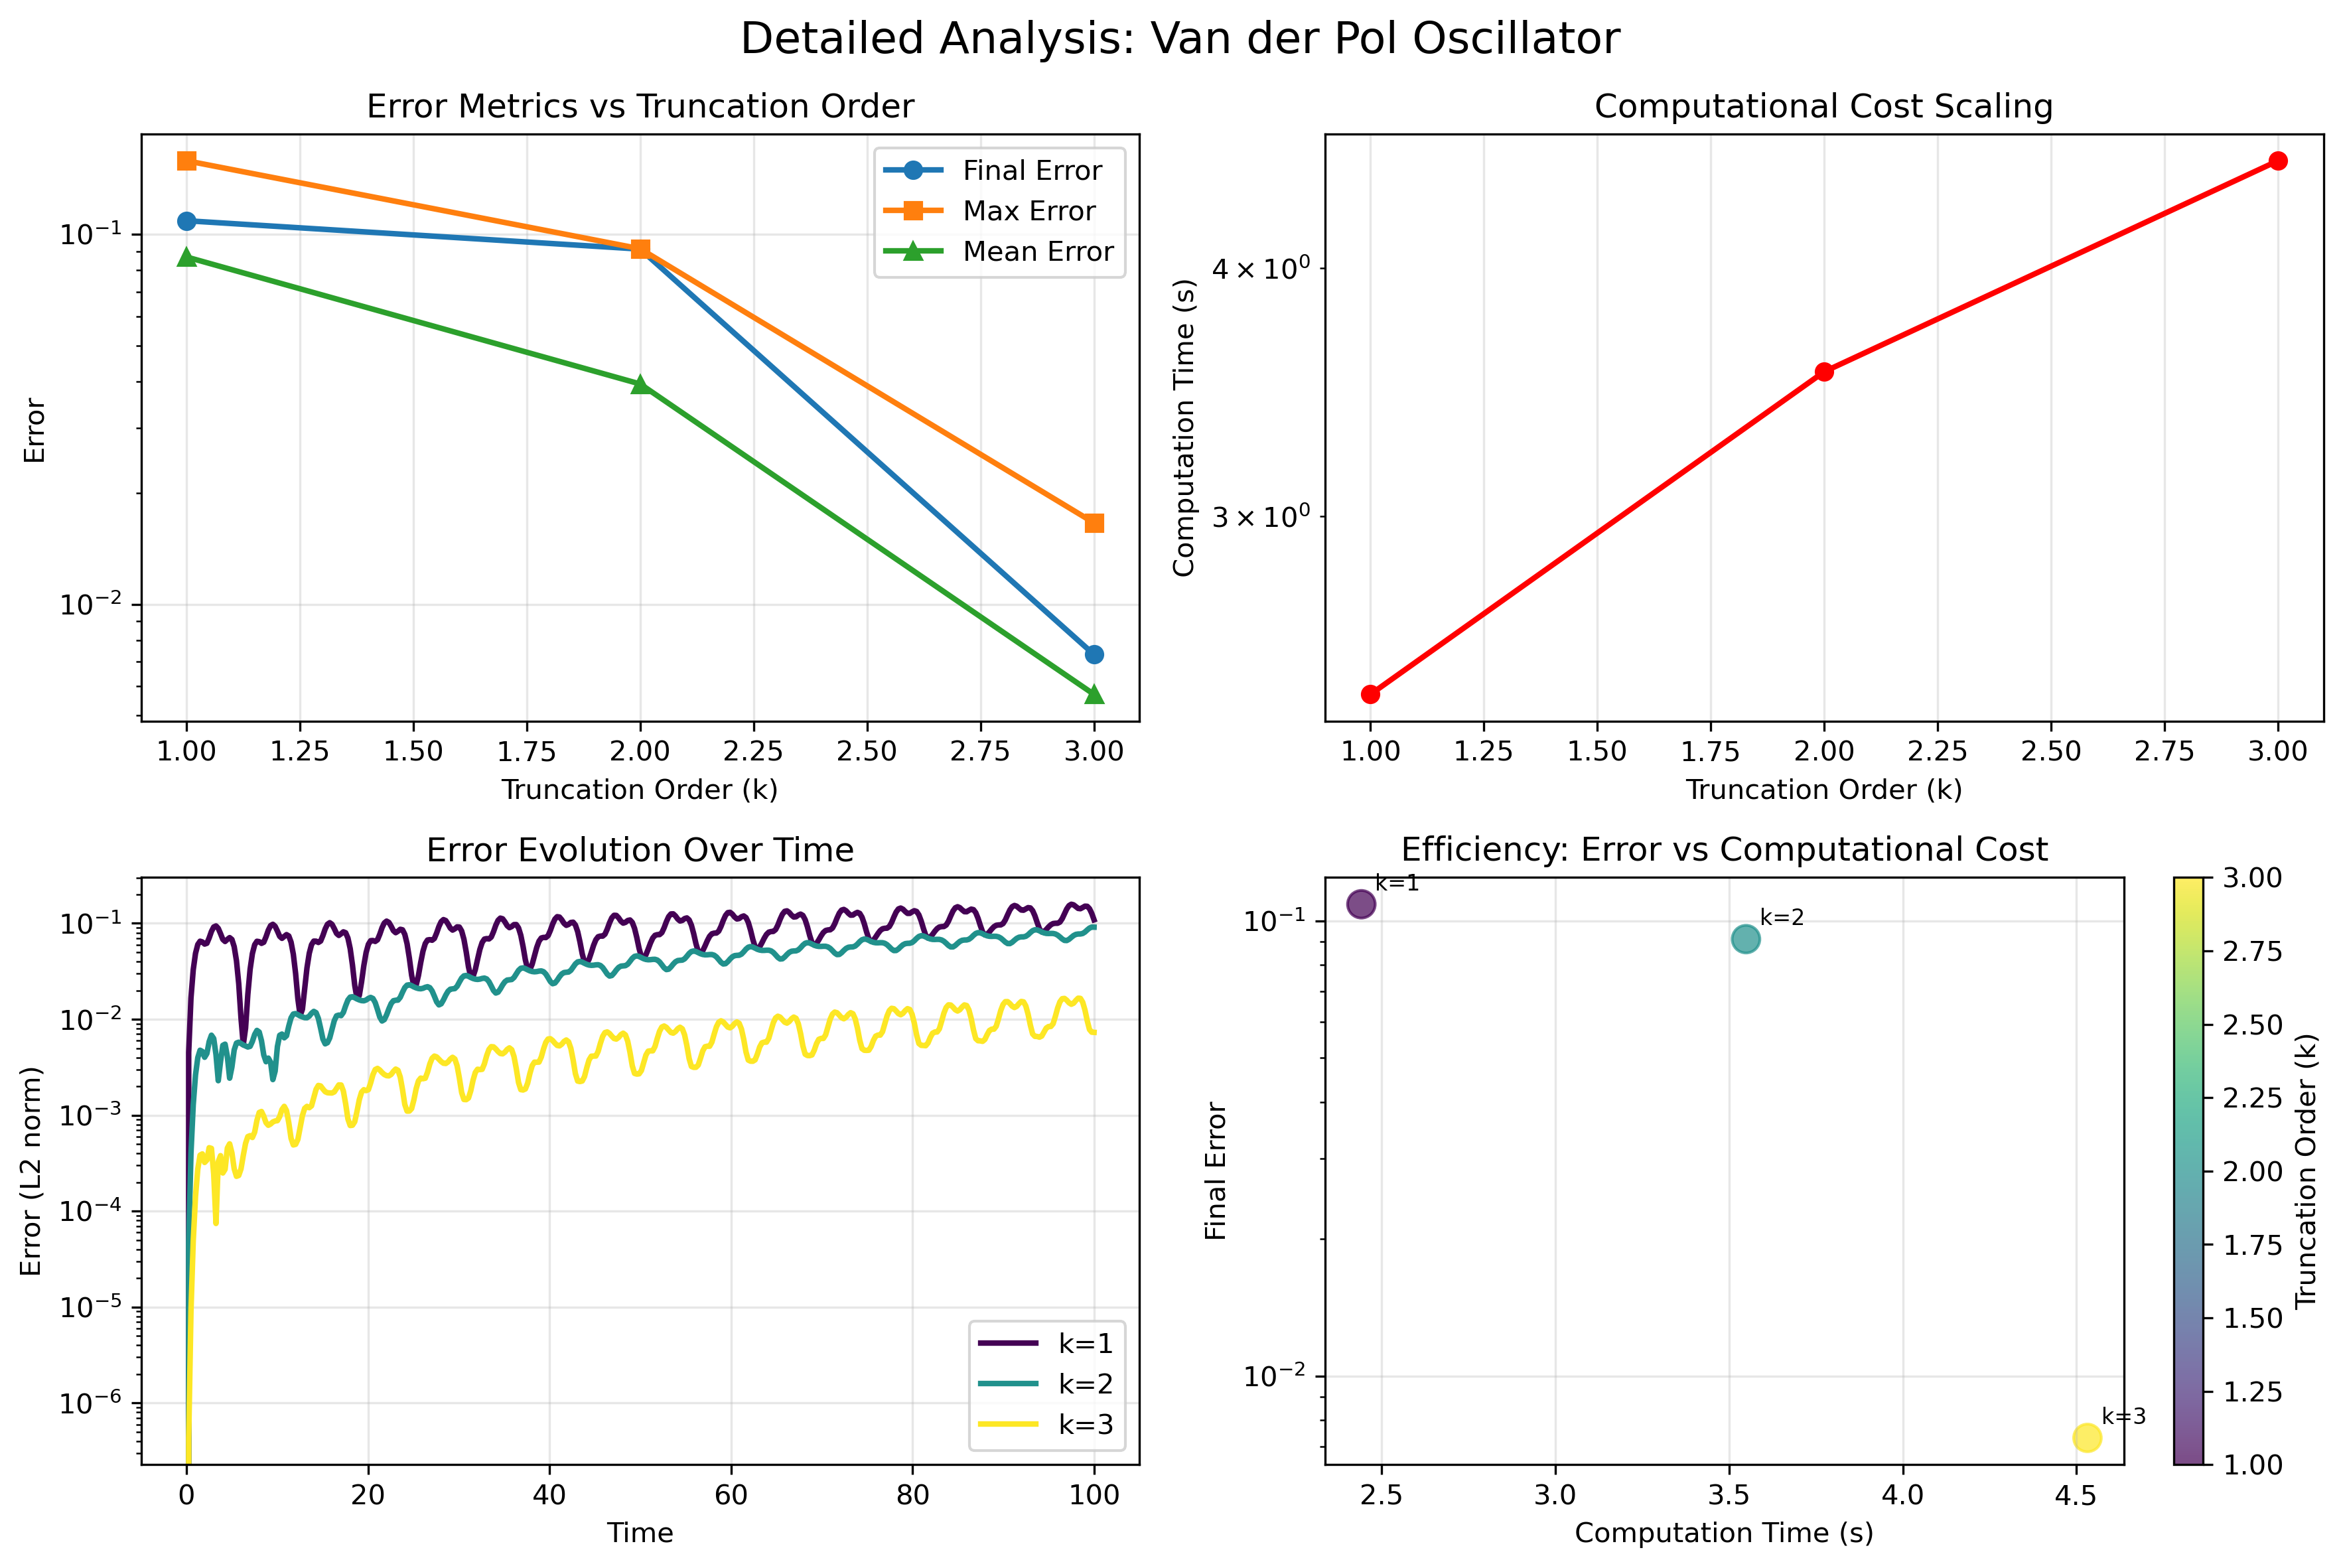 Detailed Analysis: Van der Pol Oscillator
Error Metrics vs Truncation Order
Error
10⁻¹
10⁻²
Final Error
Max Error
Mean Error
1.00 1.25 1.50 1.75 2.00 2.25 2.50 2.75 3.00
Truncation Order (k)
Computational Cost Scaling
Computation Time (s)
4 × 10⁰
3 × 10⁰
1.00 1.25 1.50 1.75 2.00 2.25 2.50 2.75 3.00
Truncation Order (k)
Error Evolution Over Time
Error (L2 norm)
10⁻¹
10⁻²
10⁻³
10⁻⁴
10⁻⁵
10⁻⁶
k=1
k=2
k=3
0 20 40 60 80 100
Time
Efficiency: Error vs Computational Cost
Final Error
10⁻¹
10⁻²
k=1
k=2
k=3
2.5 3.0 3.5 4.0 4.5
Computation Time (s)
3.00
2.75
2.50
2.25
2.00
1.75
1.50
1.25
1.00
Truncation Order (k)